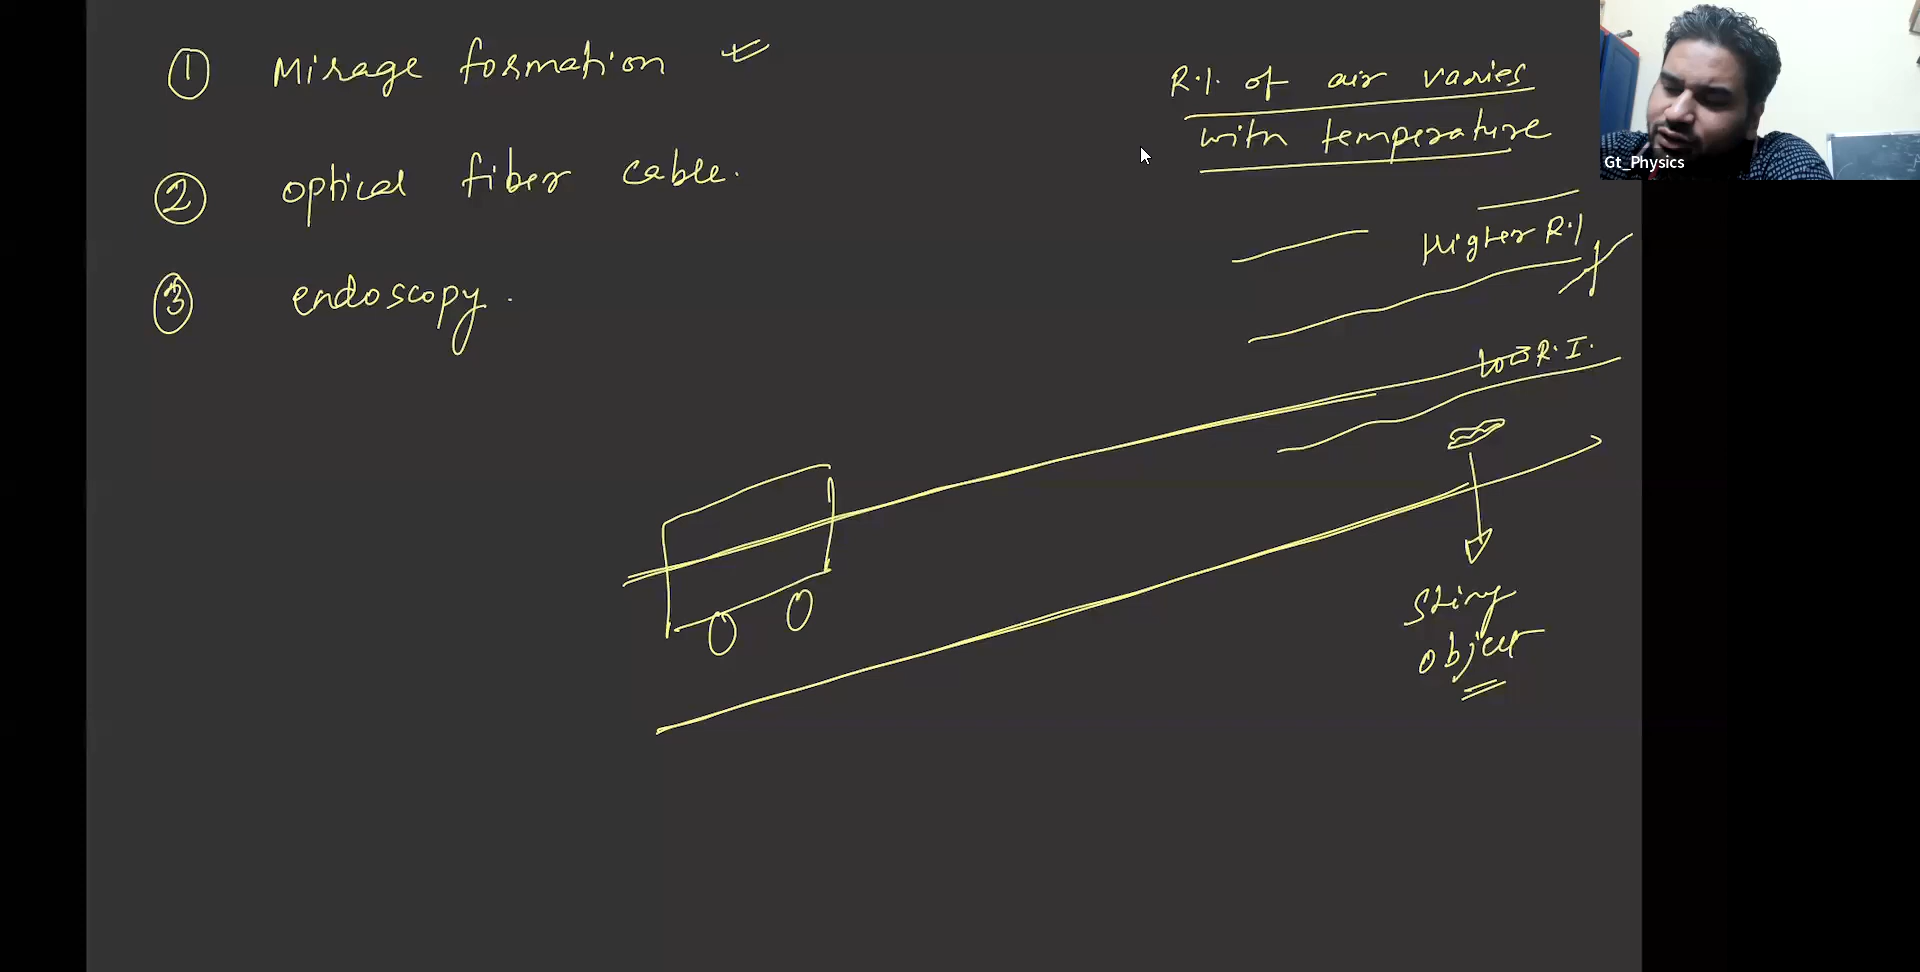 ① Mirage formation
② optical fiber cable.
③ endoscopy.
R.I. of air varies
with temperature
Higher R.I
low R.I.
Shiny
object
Gt_Physics